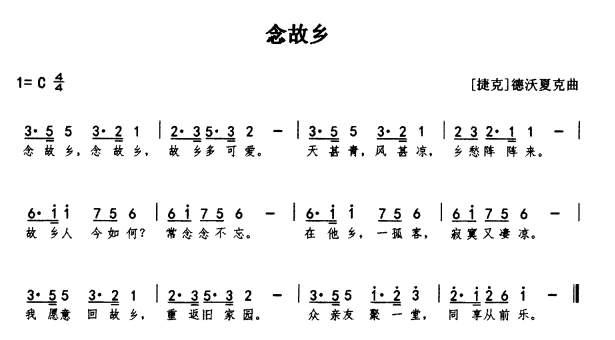 念故乡
1= C 4/4 [捷克]德沃夏克曲
3·5 5 3·2 1 | 2·35·3 2 - | 3·5 5 3·2 1 | 2 3 2·1 1 - |
念 故 乡，念 故 乡， 故 乡 多 可 爱。 天 甚 青，风 甚 凉， 乡 愁 阵 阵 来。
6·i̇ i̇ 7 5 6 | 6 i̇ 7 5 6 - | 6·i̇ i̇ 7 5 6 | 6 i̇ 7 5 6 - |
故 乡 人 今 如 何? 常 念 念 不 忘。 在 他 乡，一 孤 客， 寂 寞 又 凄 凉。
3·5 5 3·2 1 | 2·3 5·3 2 - | 3·5 5 i̇·2̇ 3̇ | 2̇·i̇ 2̇ 6 i̇ - ‖
我 愿 意 回 故 乡， 重 返 旧 家 园。 众 亲 友 聚 一 堂， 同 享 从 前 乐。